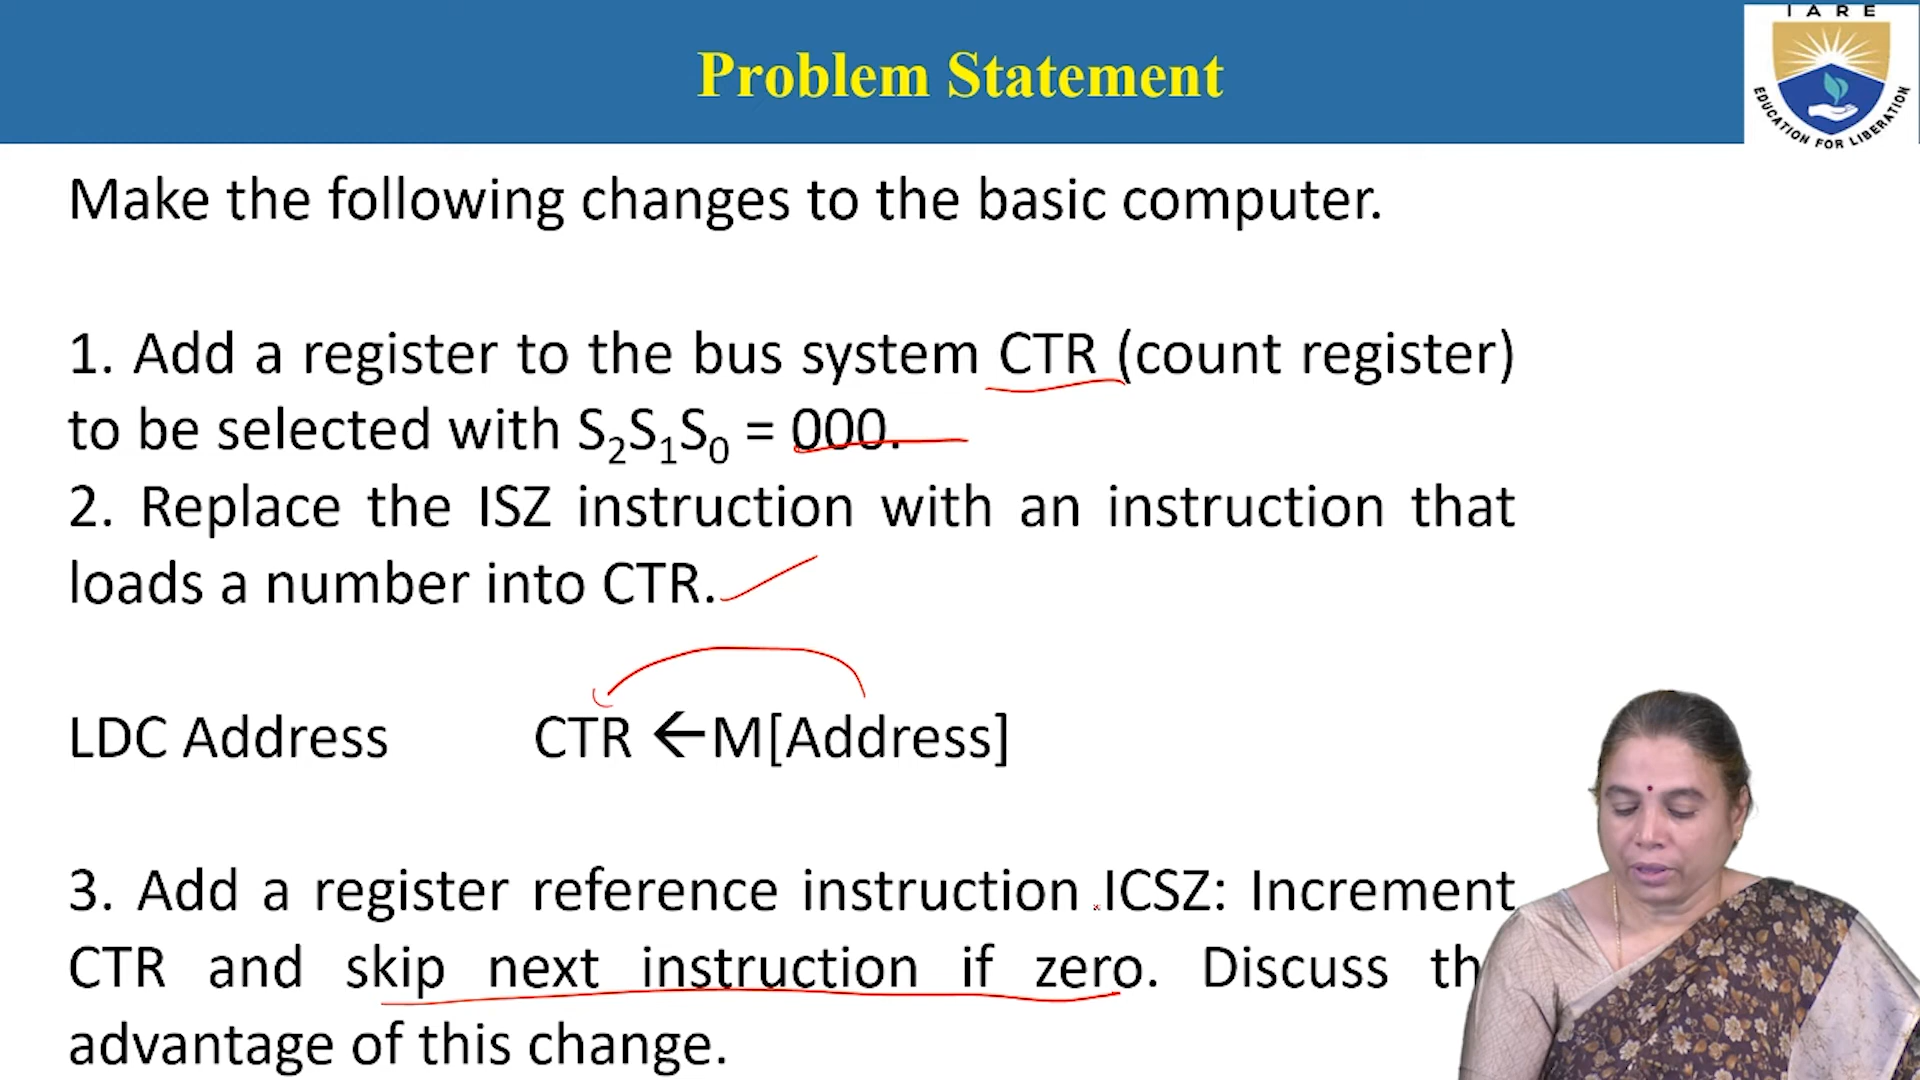 IARE
Problem Statement
EDUCATION FOR LIBERATION
Make the following changes to the basic computer.
1. Add a register to the bus system CTR (count register)
to be selected with S₂S₁S₀ = 000.
2. Replace the ISZ instruction with an instruction that
loads a number into CTR.
LDC Address CTR ←M[Address]
3. Add a register reference instruction ICSZ: Increment
CTR and skip next instruction if zero. Discuss
advantage of this change.